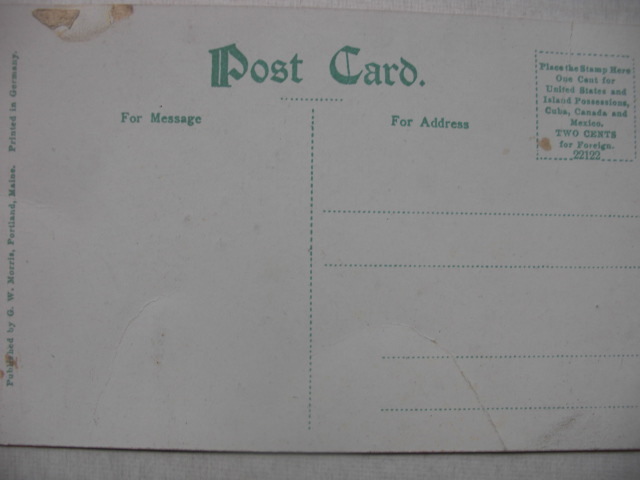 Post Card.
For Message
For Address
Place the Stamp Here
One Cent for
United States and
Island Possessions,
Cuba, Canada and
Mexico.
TWO CENTS
for Foreign.
22122
Published by G. W. Morris, Portland, Maine. Printed in Germany.